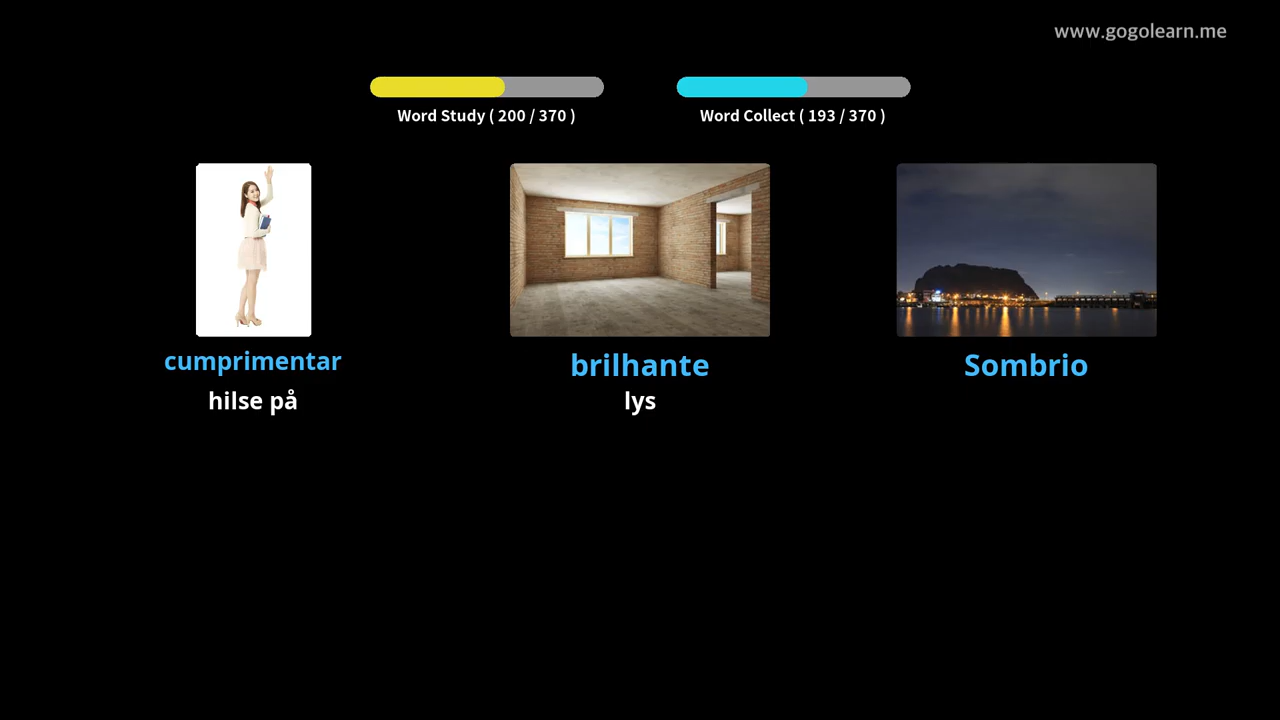 www.gogolearn.me
Word Study ( 200 / 370 )
Word Collect ( 193 / 370 )
cumprimentar
hilse på
brilhante
lys
Sombrio